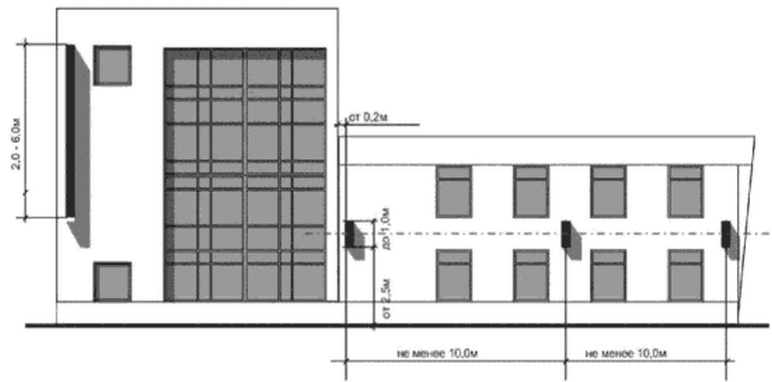 от 0,2м
2,0 - 6,0м
до 1,0м
от 2,5м
не менее 10,0м
не менее 10,0м